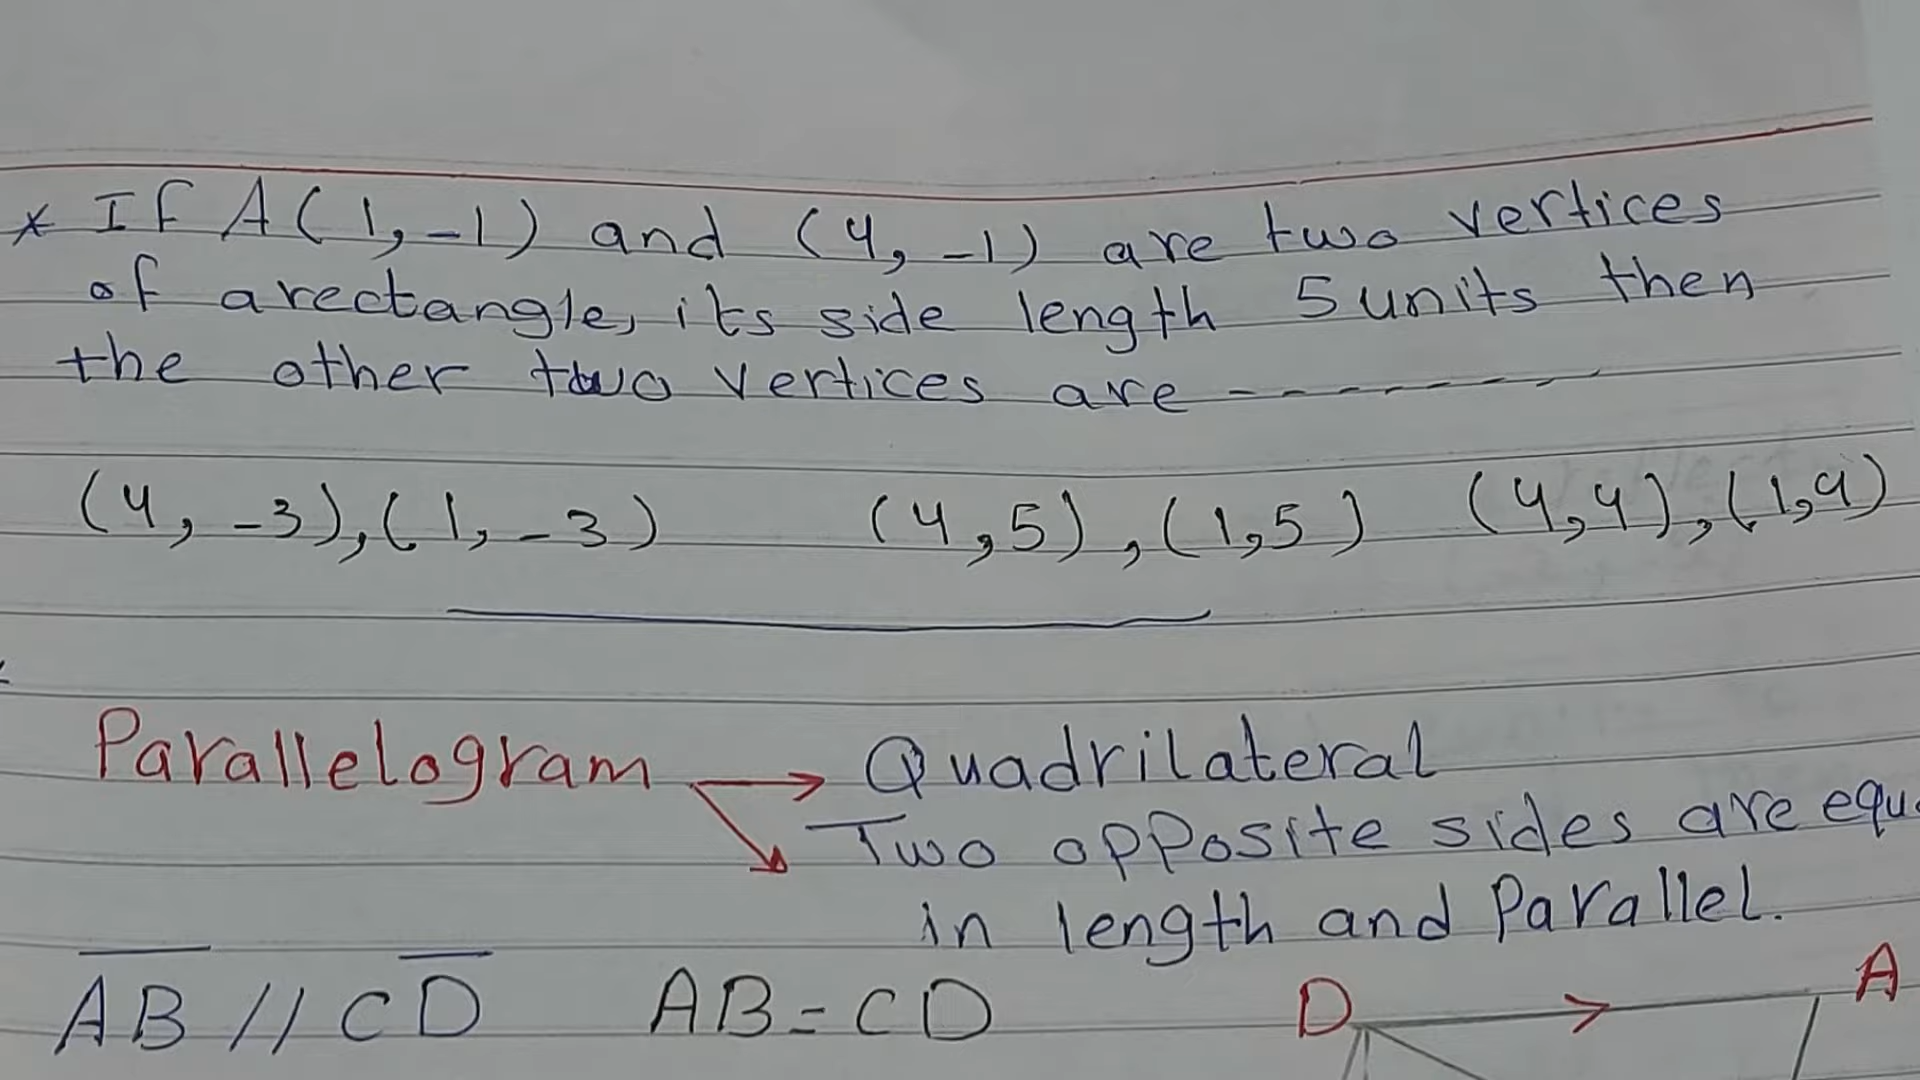 * If A(1,-1) and (4,-1) are two vertices
of a rectangle, its side length 5 units then
the other two vertices are --------
(4,-3),(1,-3) (4,5),(1,5) (4,4),(1,4)
Parallelogram → Quadrilateral
Two opposite sides are equ
in length and Parallel.
AB // CD AB = CD D A